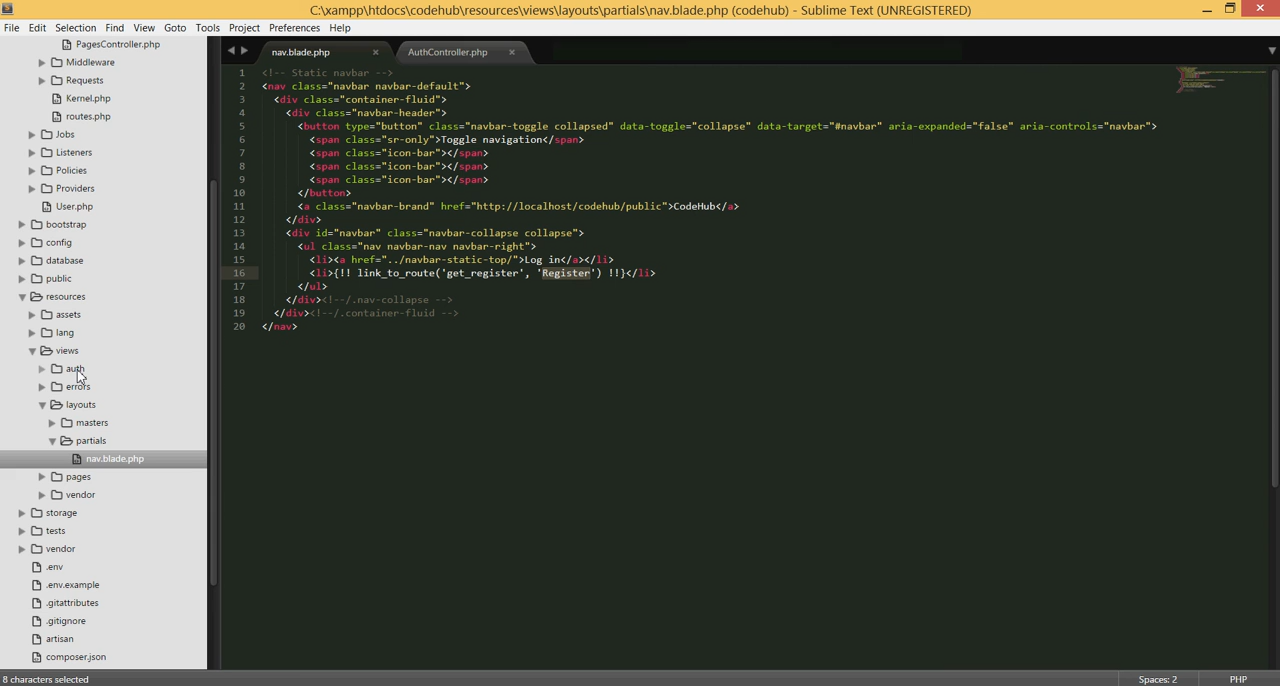 C:\xampp\htdocs\codehub\resources\views\layouts\partials\nav.blade.php (codehub) - Sublime Text (UNREGISTERED)
File Edit Selection Find View Goto Tools Project Preferences Help
PagesController.php
Middleware
Requests
Kernel.php
routes.php
Jobs
Listeners
Policies
Providers
User.php
bootstrap
config
database
public
resources
assets
lang
views
auth
errors
layouts
masters
partials
nav.blade.php
pages
vendor
storage
tests
vendor
.env
.env.example
.gitattributes
.gitignore
artisan
composer.json
nav.blade.php × AuthController.php ×
1 <!-- Static navbar -->
2 <nav class="navbar navbar-default">
3 <div class="container-fluid">
4 <div class="navbar-header">
5 <button type="button" class="navbar-toggle collapsed" data-toggle="collapse" data-target="#navbar" aria-expanded="false" aria-controls="navbar">
6 <span class="sr-only">Toggle navigation</span>
7 <span class="icon-bar"></span>
8 <span class="icon-bar"></span>
9 <span class="icon-bar"></span>
10 </button>
11 <a class="navbar-brand" href="http://localhost/codehub/public">CodeHub</a>
12 </div>
13 <div id="navbar" class="navbar-collapse collapse">
14 <ul class="nav navbar-nav navbar-right">
15 <li><a href="../navbar-static-top/">Log in</a></li>
16 <li>{!! link_to_route('get_register', 'Register') !!}</li>
17 </ul>
18 </div><!--/.nav-collapse -->
19 </div><!--/.container-fluid -->
20 </nav>
8 characters selected Spaces: 2 PHP